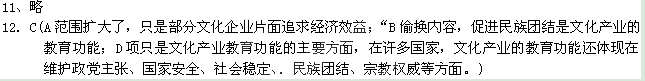 11、略
12. C(A 范围扩大了，只是部分文化企业片面追求经济效益；“B 偷换内容，促进民族团结是文化产业的
教育功能；D 项只是文化产业教育功能的主要方面，在许多国家，文化产业的教育功能还体现在
维护政党主张、国家安全、社会稳定、．民族团结、宗教权威等方面。)